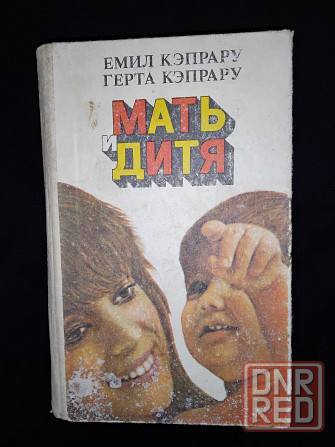 ЕМИЛ КЭПРАРУ
ГЕРТА КЭПРАРУ
МАТЬ
И
ДИТЯ
DNR
RED